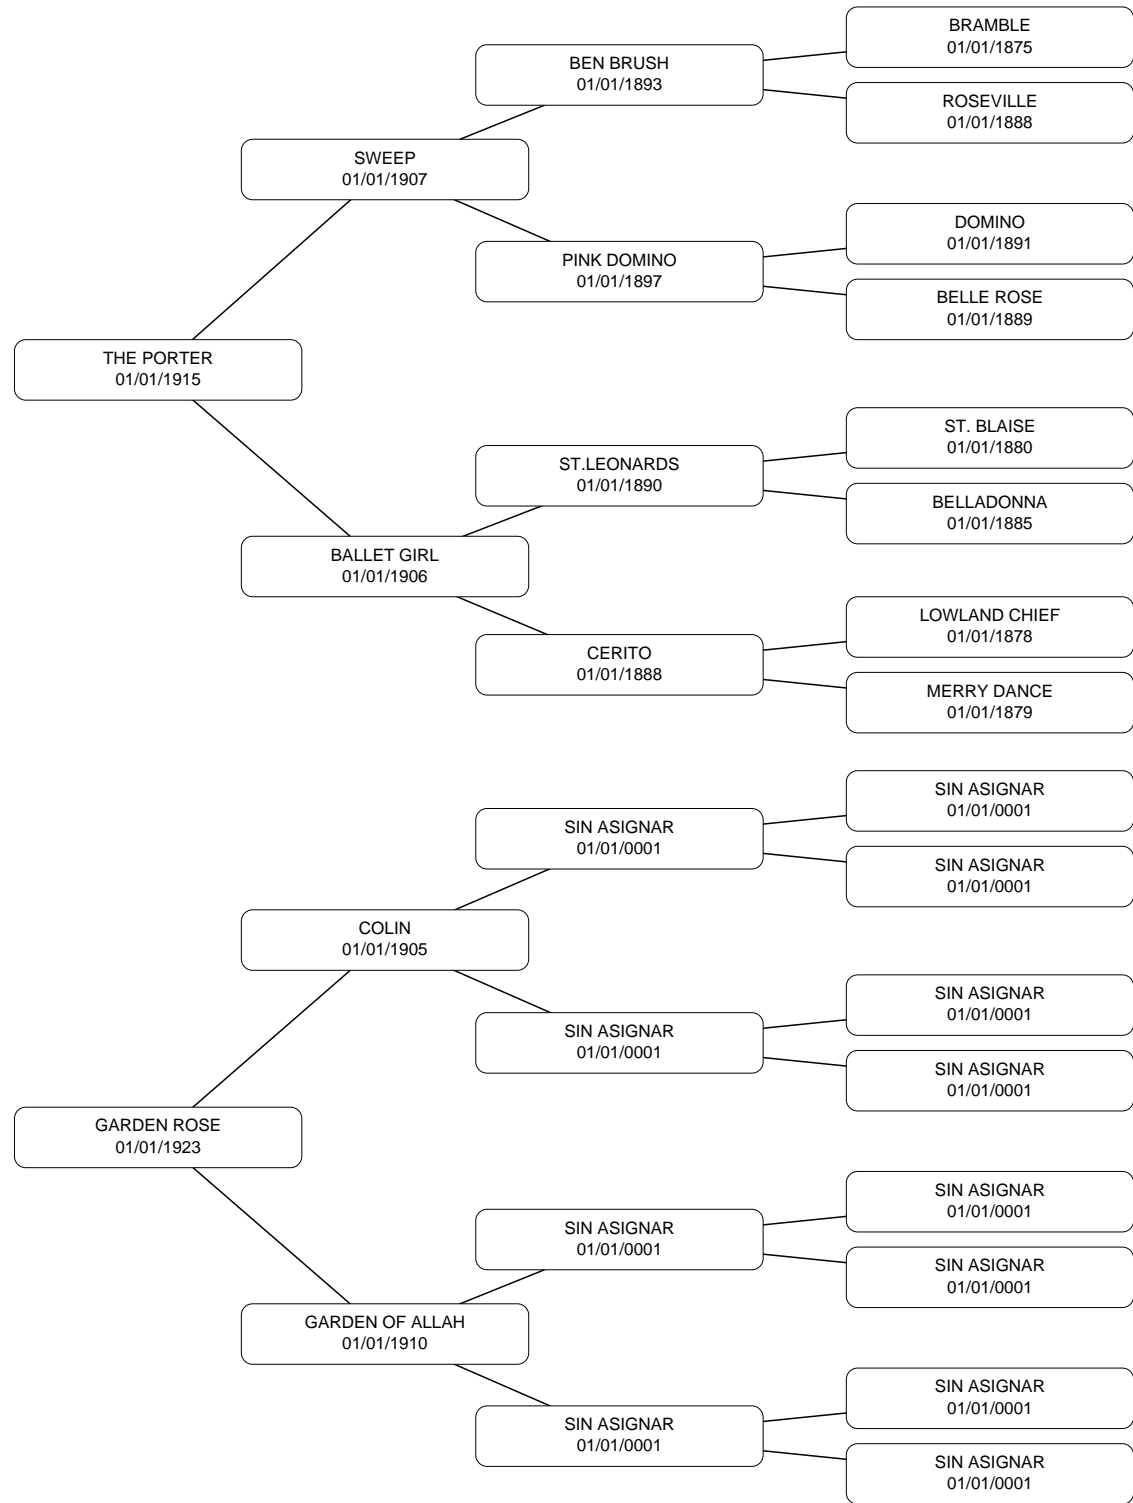 BRAMBLE
01/01/1875
BEN BRUSH
01/01/1893
ROSEVILLE
01/01/1888
SWEEP
01/01/1907
DOMINO
01/01/1891
PINK DOMINO
01/01/1897
BELLE ROSE
01/01/1889
THE PORTER
01/01/1915
ST. BLAISE
01/01/1880
ST.LEONARDS
01/01/1890
BELLADONNA
01/01/1885
BALLET GIRL
01/01/1906
LOWLAND CHIEF
01/01/1878
CERITO
01/01/1888
MERRY DANCE
01/01/1879
SIN ASIGNAR
01/01/0001
SIN ASIGNAR
01/01/0001
SIN ASIGNAR
01/01/0001
COLIN
01/01/1905
SIN ASIGNAR
01/01/0001
SIN ASIGNAR
01/01/0001
SIN ASIGNAR
01/01/0001
GARDEN ROSE
01/01/1923
SIN ASIGNAR
01/01/0001
SIN ASIGNAR
01/01/0001
SIN ASIGNAR
01/01/0001
GARDEN OF ALLAH
01/01/1910
SIN ASIGNAR
01/01/0001
SIN ASIGNAR
01/01/0001
SIN ASIGNAR
01/01/0001